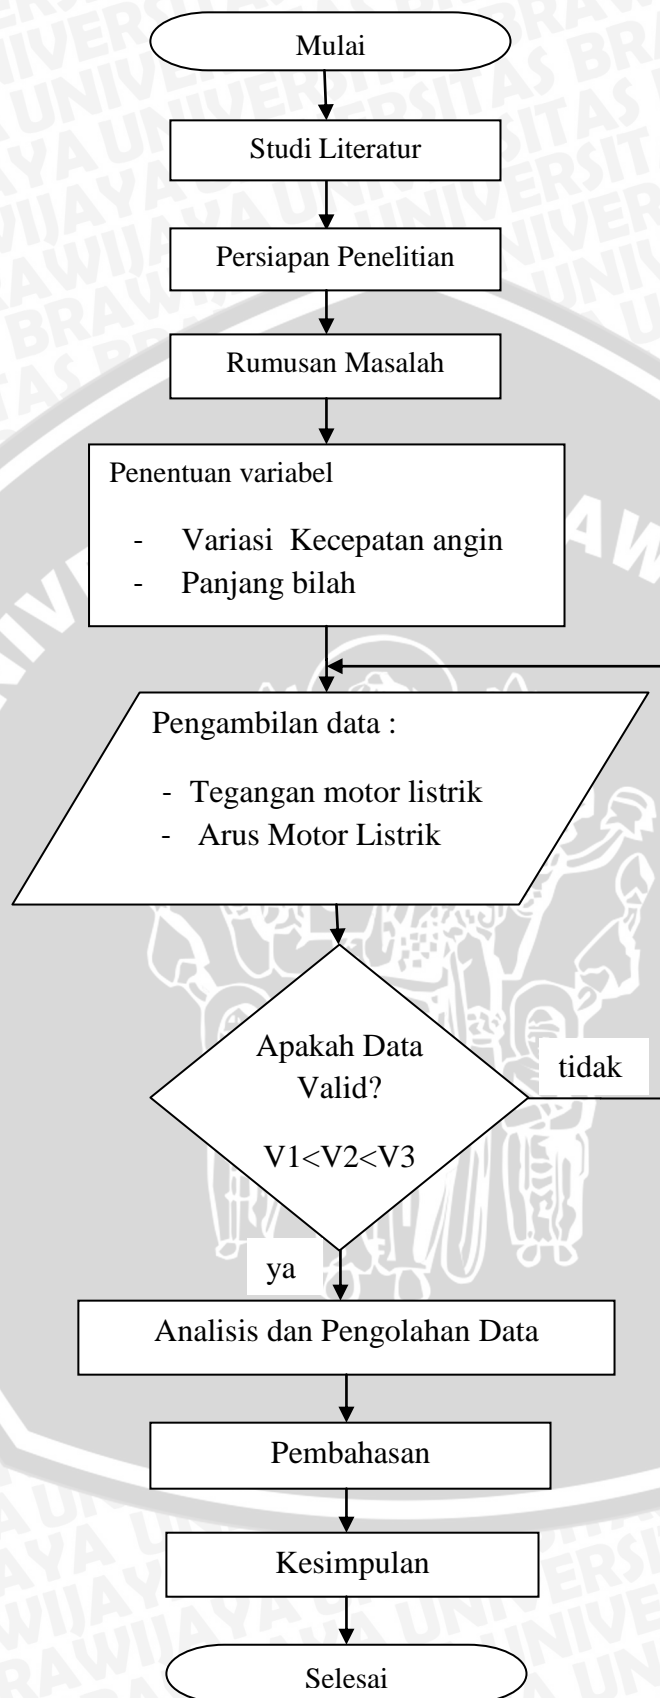 Mulai
Studi Literatur
Persiapan Penelitian
Rumusan Masalah
Penentuan variabel
- Variasi Kecepatan angin
- Panjang bilah
Pengambilan data :
- Tegangan motor listrik
- Arus Motor Listrik
Apakah Data
Valid?
V1<V2<V3
tidak
ya
Analisis dan Pengolahan Data
Pembahasan
Kesimpulan
Selesai